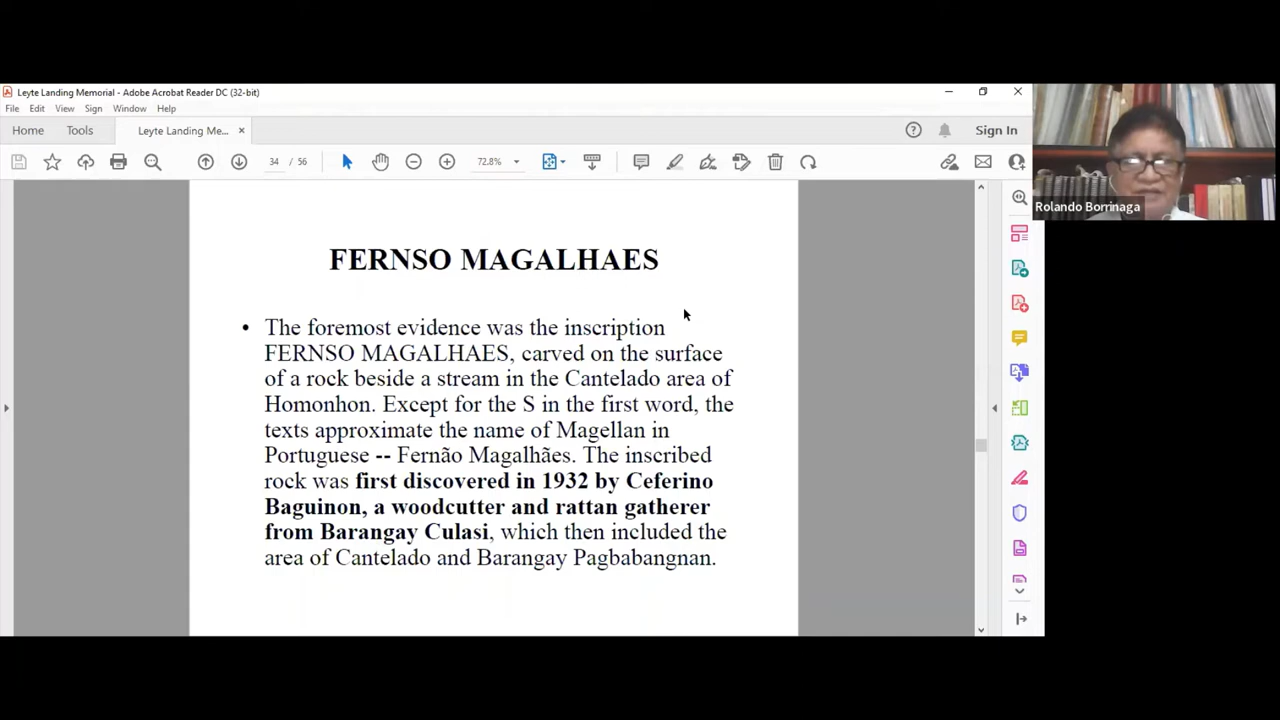 Leyte Landing Memorial - Adobe Acrobat Reader DC (32-bit)
File Edit View Sign Window Help
Home Tools Leyte Landing Me... × Sign In
34 / 56 72.8%
Rolando Borrinaga
FERNSO MAGALHAES
• The foremost evidence was the inscription
FERNSO MAGALHAES, carved on the surface
of a rock beside a stream in the Cantelado area of
Homonhon. Except for the S in the first word, the
texts approximate the name of Magellan in
Portuguese -- Fernão Magalhães. The inscribed
rock was first discovered in 1932 by Ceferino
Baguinon, a woodcutter and rattan gatherer
from Barangay Culasi, which then included the
area of Cantelado and Barangay Pagbabangnan.